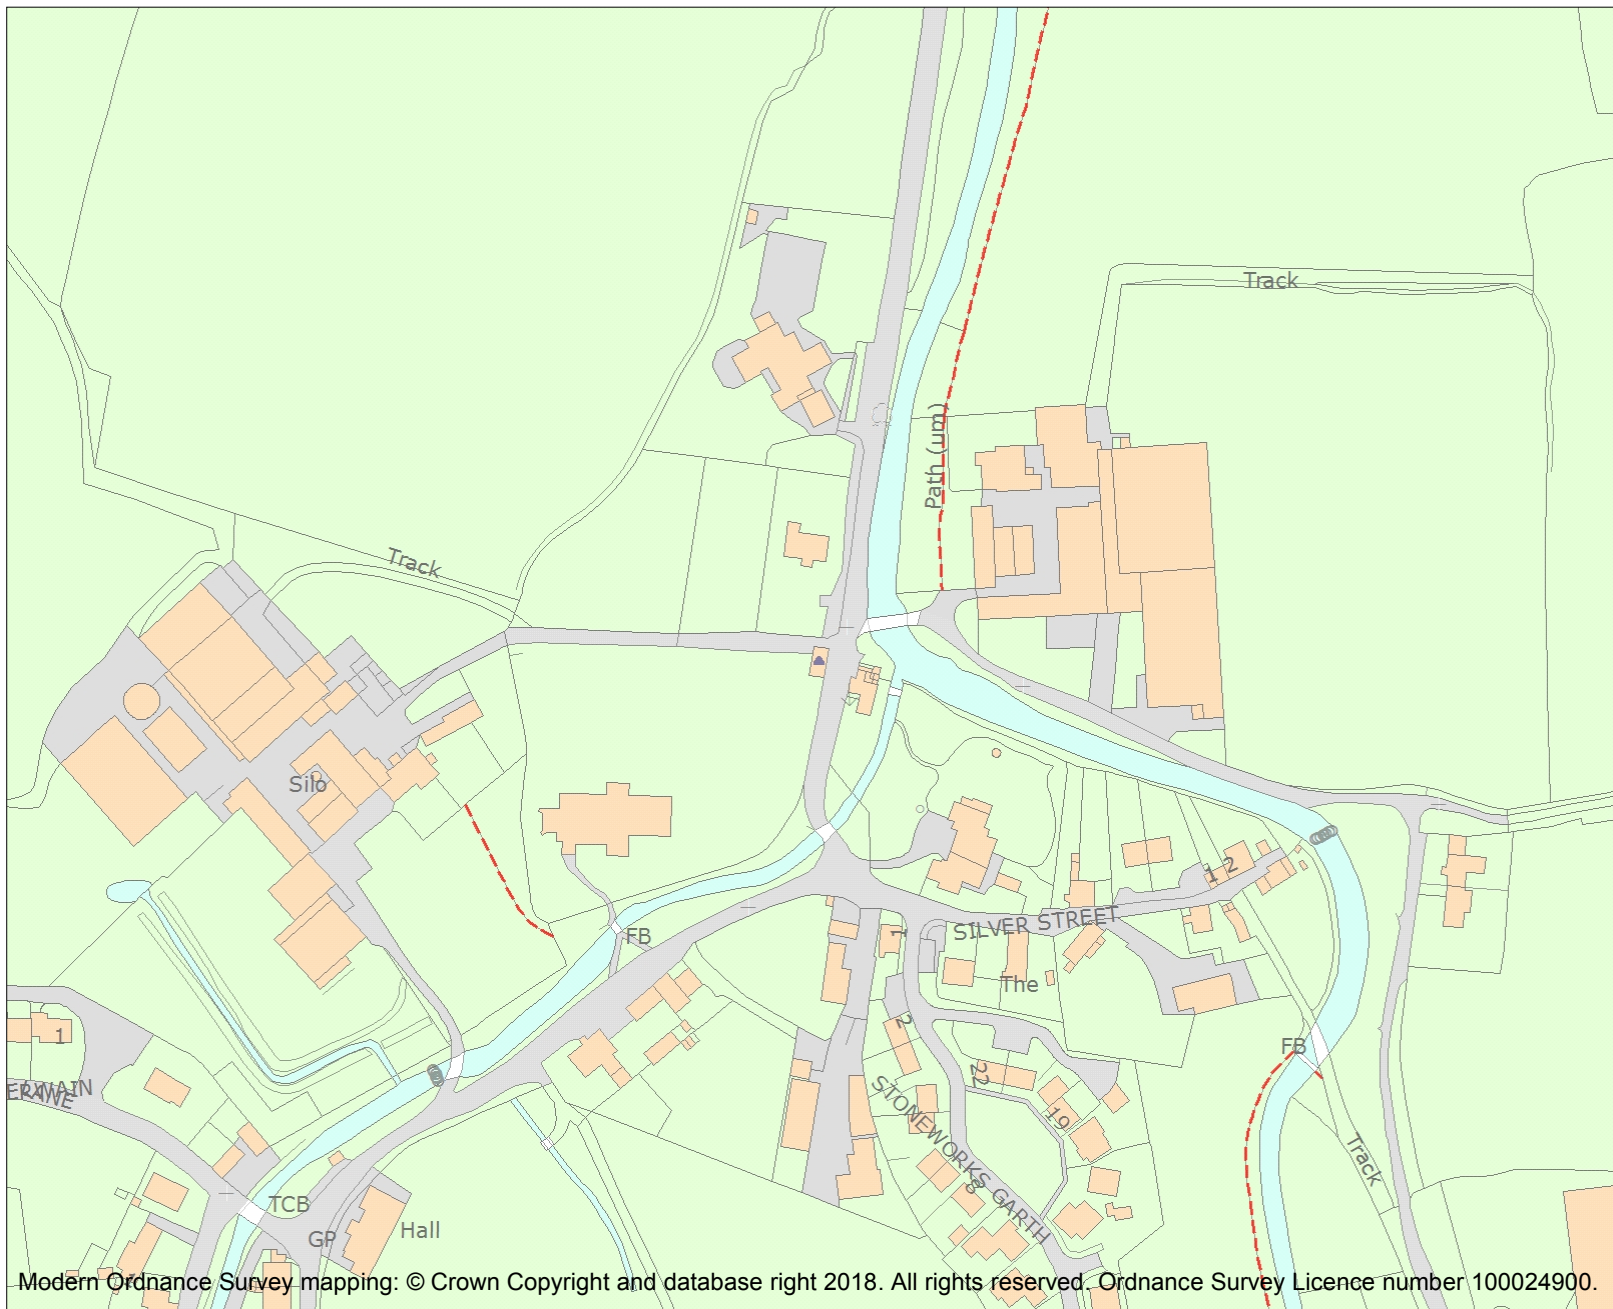 Track
Path (um)
Track
Silo
SILVER STREET
1
2
1
FB
The
2
1
FB
22
19
STONEWORKS GARTH
8
Track
TCB
GP
Hall
Modern Ordnance Survey mapping: © Crown Copyright and database right 2018. All rights reserved. Ordnance Survey Licence number 100024900.